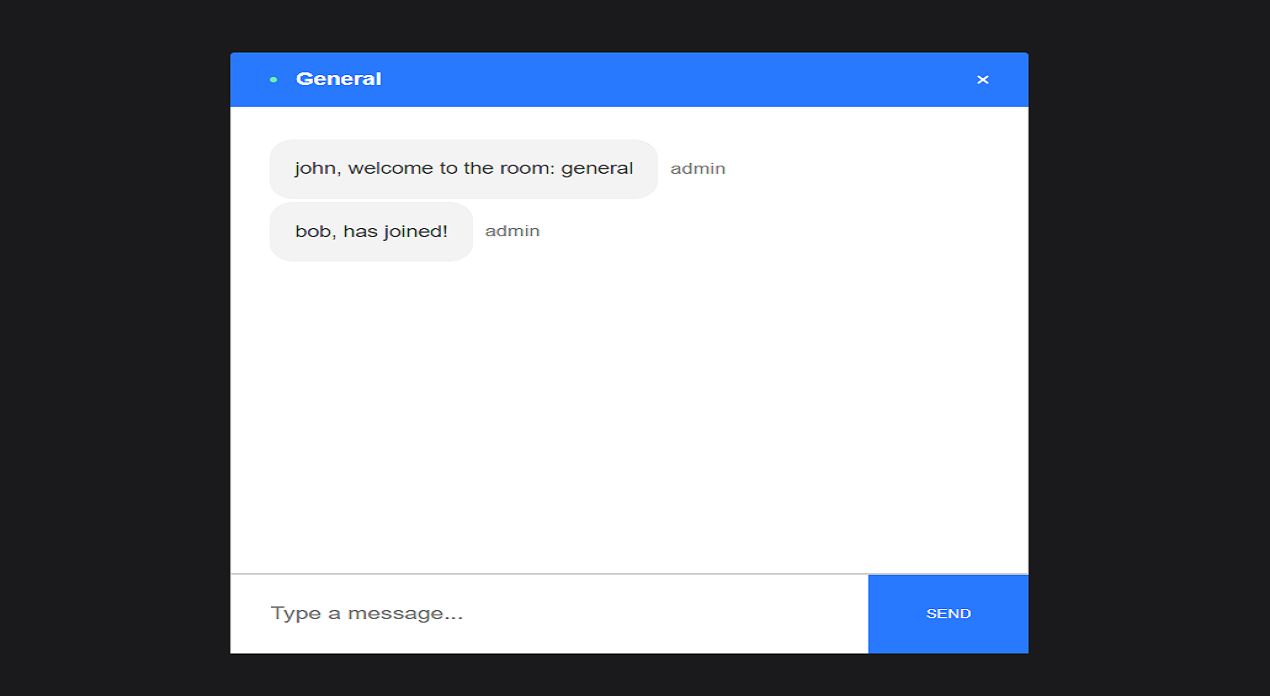 General ×
john, welcome to the room: general admin
bob, has joined! admin
Type a message...
SEND